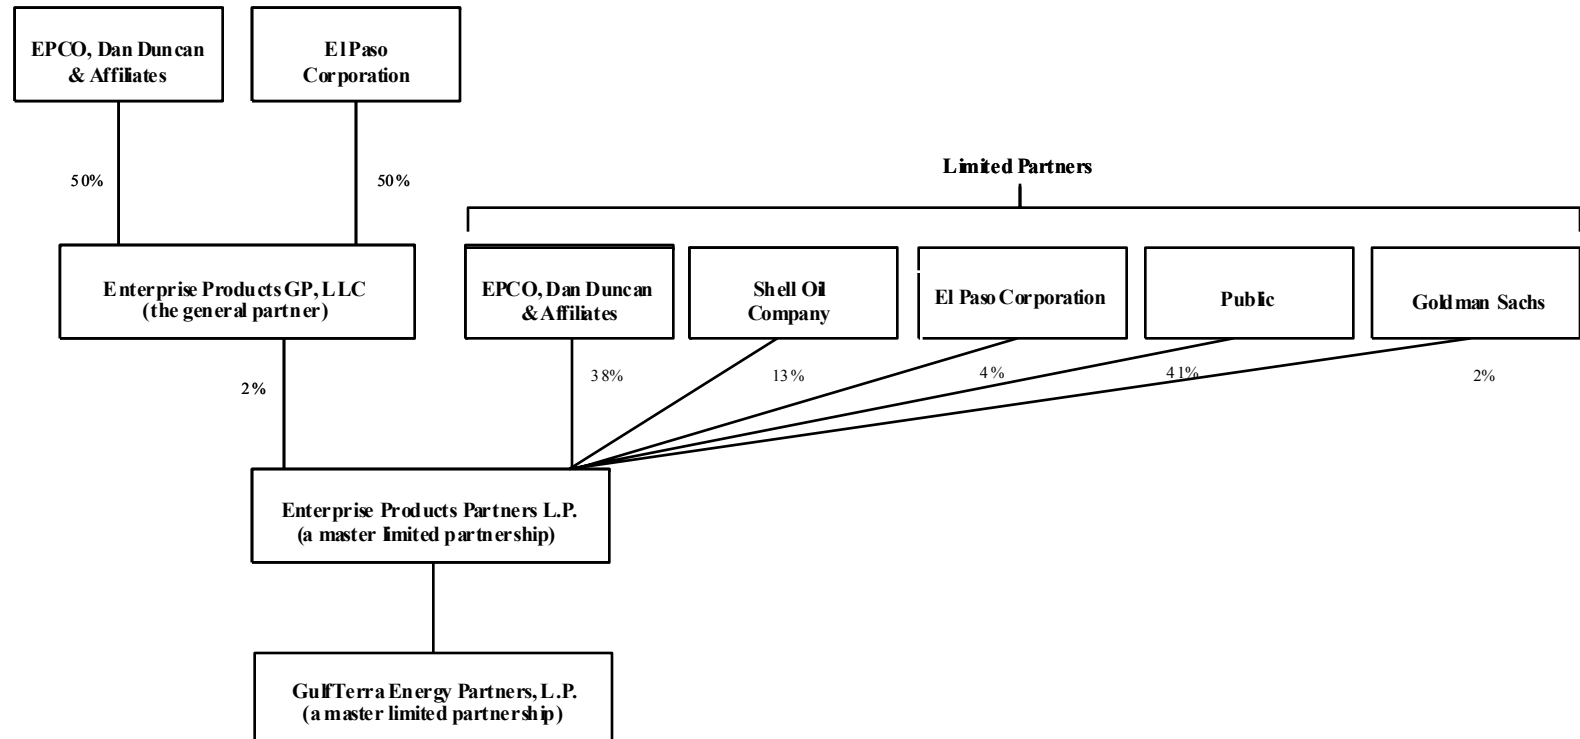 EPCO, Dan Duncan
& Affiliates
El Paso
Corporation
50%
50%
Limited Partners
Enterprise Products GP, LLC
(the general partner)
EPCO, Dan Duncan
& Affiliates
Shell Oil
Company
El Paso Corporation
Public
Goldman Sachs
2%
38%
13%
4%
41%
2%
Enterprise Products Partners L.P.
(a master limited partnership)
GulfTerra Energy Partners, L.P.
(a master limited partnership)